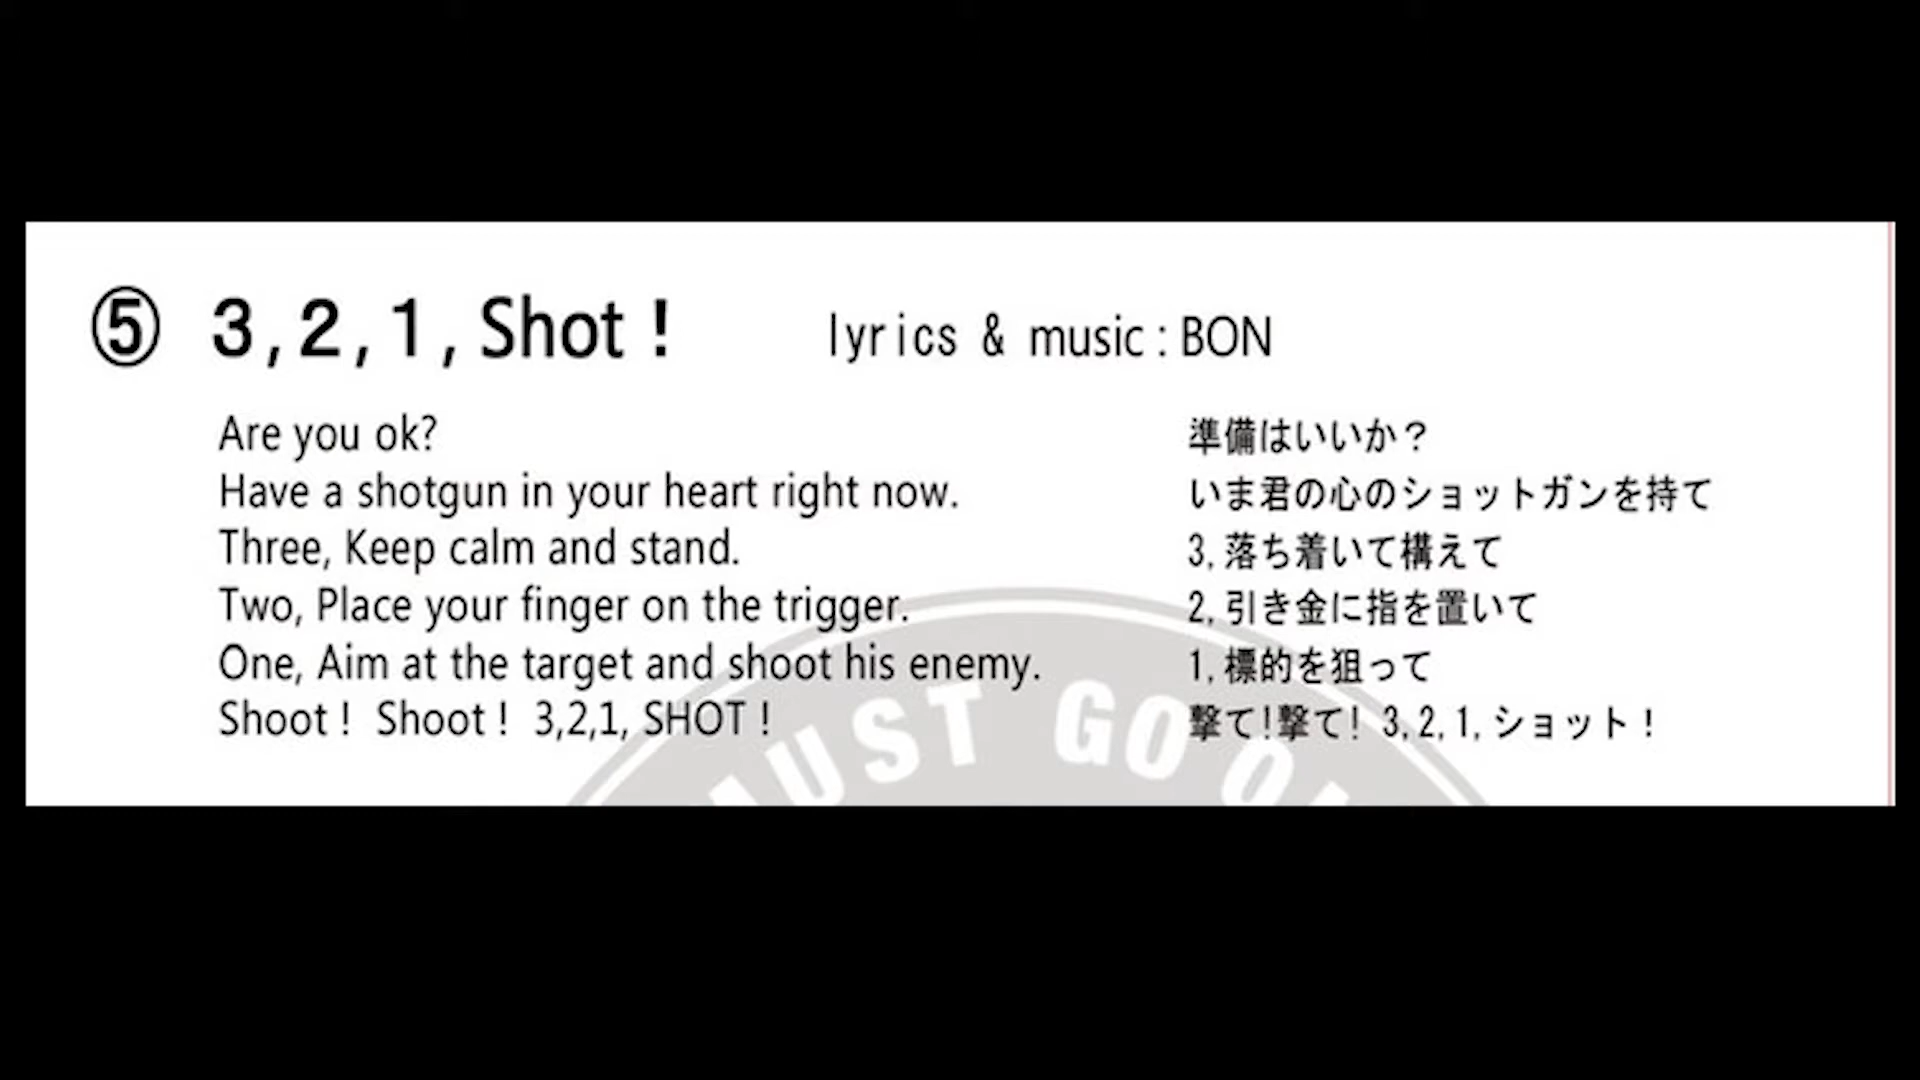 ⑤ 3,2,1,Shot! lyrics & music : BON
Are you ok?
Have a shotgun in your heart right now.
Three, Keep calm and stand.
Two, Place your finger on the trigger.
One, Aim at the target and shoot his enemy.
Shoot! Shoot! 3,2,1, SHOT!
準備はいいか？
いま君の心のショットガンを持て
3,落ち着いて構えて
2,引き金に指を置いて
1,標的を狙って
撃て!撃て! 3,2,1,ショット！
UST GO